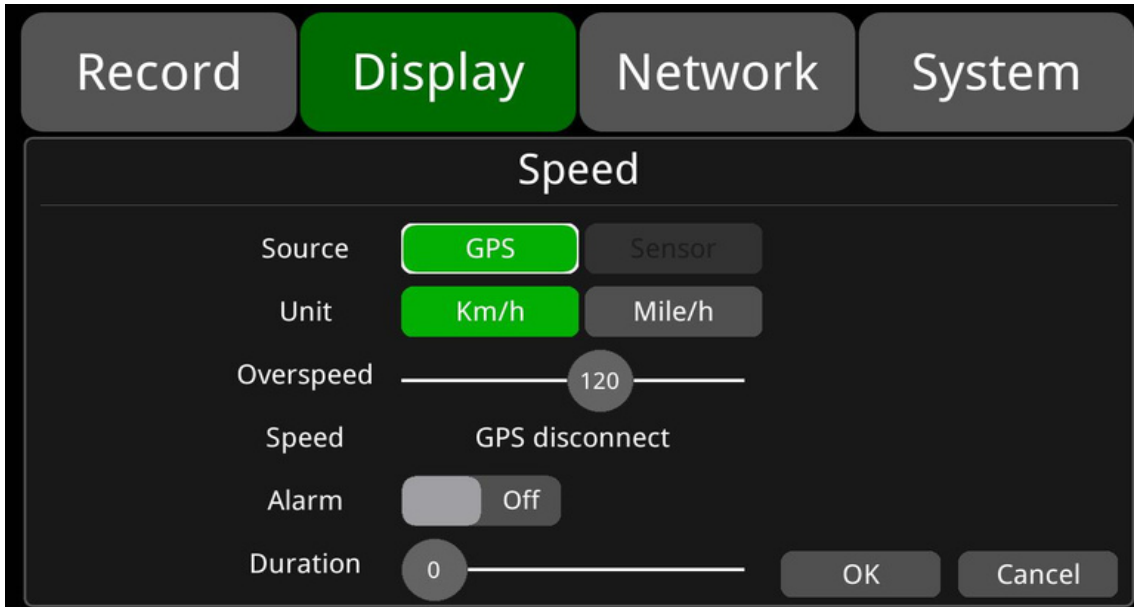 Record Display Network System
Speed
Source GPS Sensor
Unit Km/h Mile/h
Overspeed 120
Speed GPS disconnect
Alarm Off
Duration 0 OK Cancel